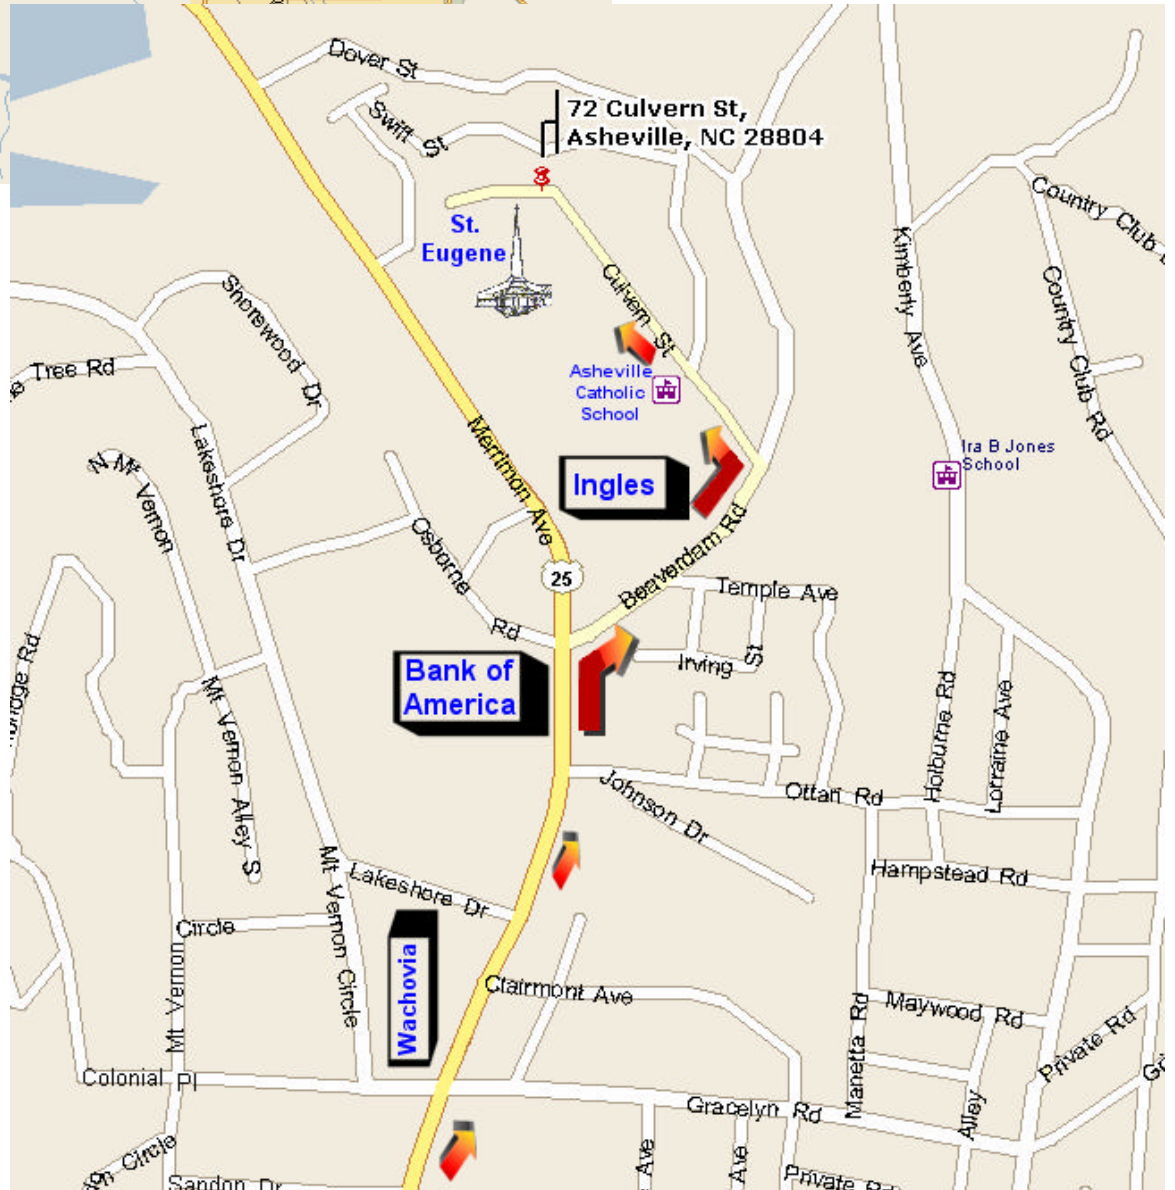 Dover St
72 Culvern St,
Asheville, NC 28804
Swift St
Country Club
St.
Eugene
Kimberly Ave
Culvern St
Country Club Rd
Shorewood Dr
Tree Rd
Asheville
Catholic
School
Lakeshore Dr
Merrimon Ave
Ira B Jones
School
N Mt Vernon
Ingles
Osborne Rd
Beaverdam Rd
25
Temple Ave
Irving St
Bank of
America
Mt Vernon Alley S
Holburne Rd
Lorraine Ave
Johnson Dr
Ottari Rd
Mt Vernon Circle
Lakeshore Dr
Hampstead Rd
Circle
Mt Vernon
Wachovia
Clairmont Ave
Manetta Rd
Maywood Rd
Private Rd
Colonial Pl
Gracelyn Rd
Alley
Circle
Ave
Ave
Private Rd
Sandon Dr